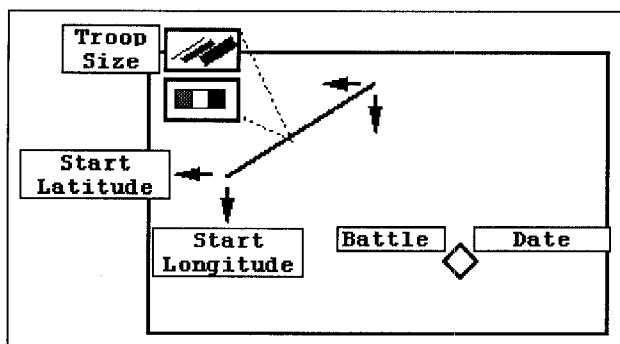 Troop
Size
Start
Latitude
Start
Longitude
Battle
Date